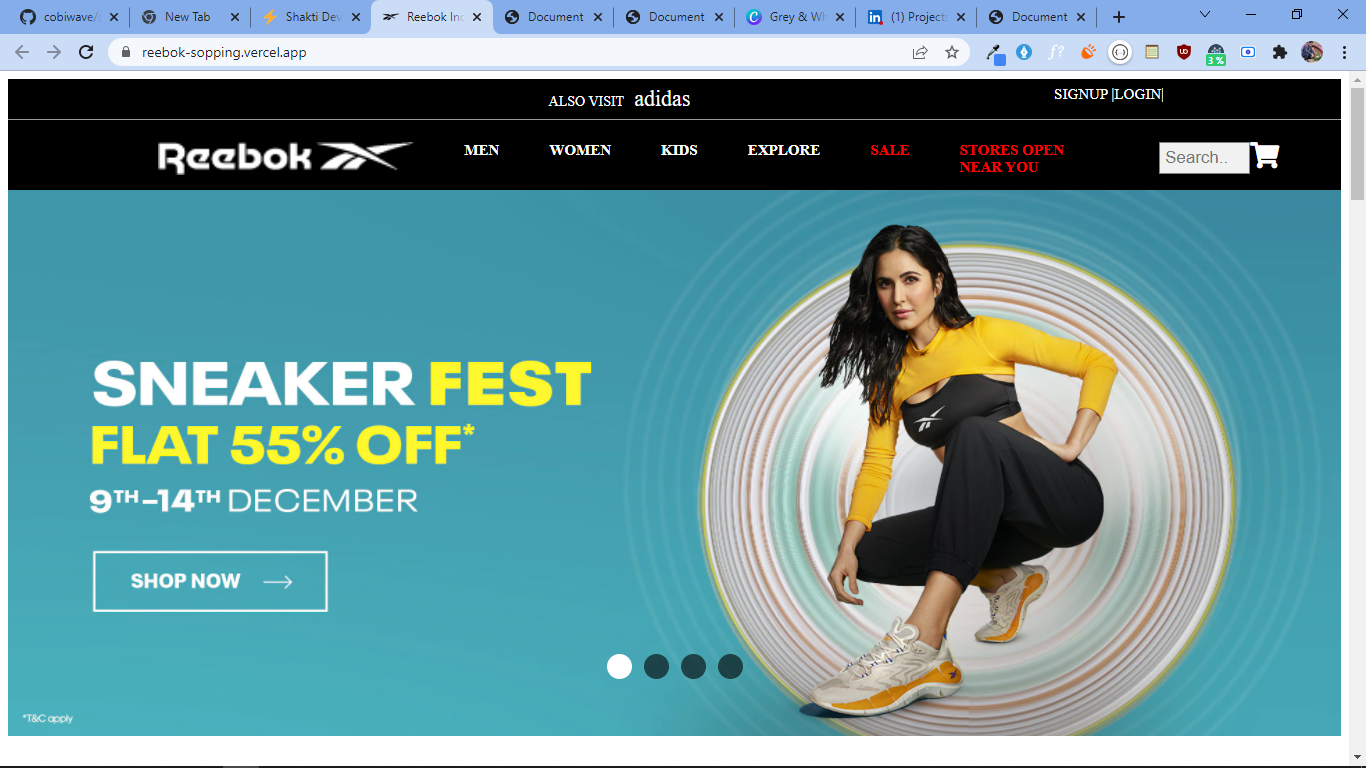 cobiwave/s
New Tab
Shakti Dev
Reebok Inc
Document
Document
Grey & Wh
(1) Project
Document
reebok-sopping.vercel.app
3 %
ALSO VISIT adidas
SIGNUP |LOGIN|
Reebok
MEN WOMEN KIDS EXPLORE SALE STORES OPEN
NEAR YOU
Search..
SNEAKER FEST
FLAT 55% OFF*
9TH–14TH DECEMBER
SHOP NOW
*T&C apply